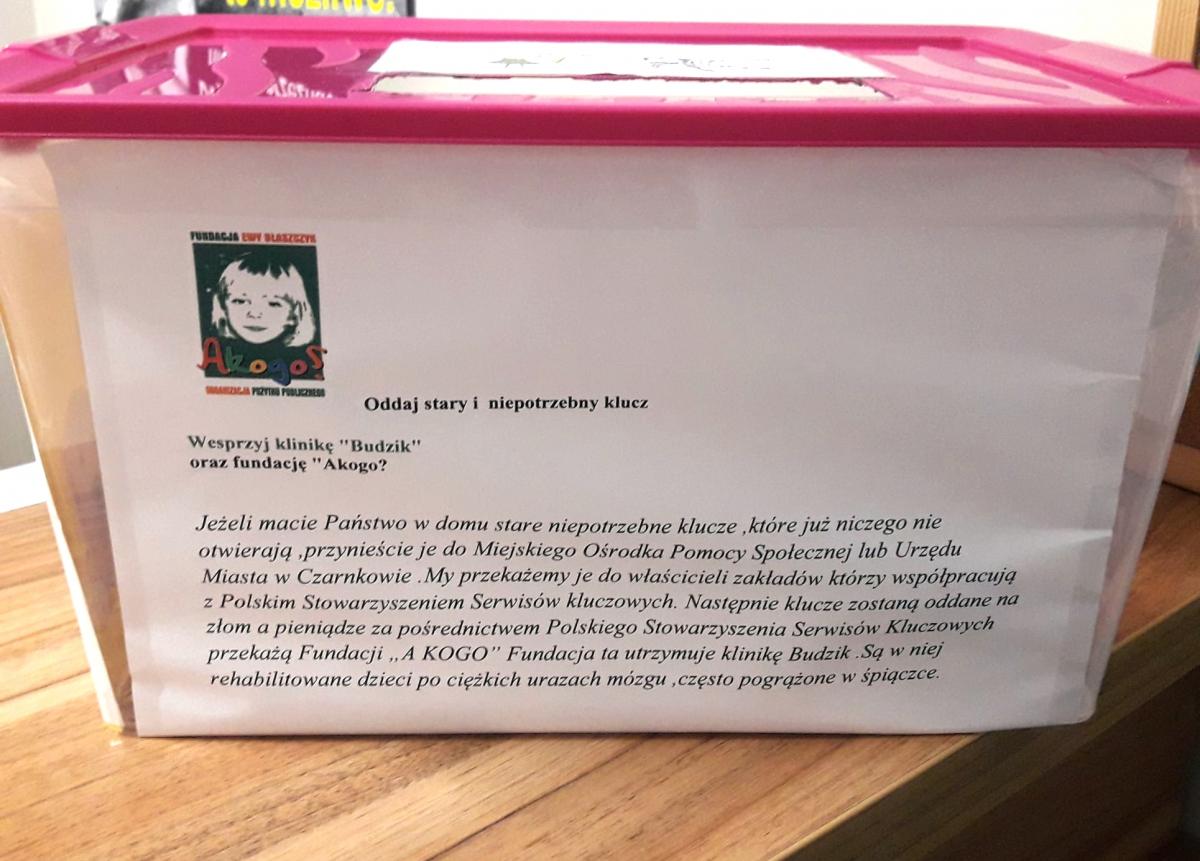 FUNDACJA EWY BŁASZCZYK
Akogo?
ORGANIZACJA POŻYTKU PUBLICZNEGO
Oddaj stary i niepotrzebny klucz
Wesprzyj klinikę "Budzik"
oraz fundację "Akogo?
Jeżeli macie Państwo w domu stare niepotrzebne klucze ,które już niczego nie
otwierają ,przynieście je do Miejskiego Ośrodka Pomocy Społecznej lub Urzędu
Miasta w Czarnkowie .My przekażemy je do właścicieli zakładów którzy współpracują
z Polskim Stowarzyszeniem Serwisów kluczowych. Następnie klucze zostaną oddane na
złom a pieniądze za pośrednictwem Polskiego Stowarzyszenia Serwisów Kluczowych
przekażą Fundacji „A KOGO” Fundacja ta utrzymuje klinikę Budzik .Są w niej
rehabilitowane dzieci po ciężkich urazach mózgu ,często pogrążone w śpiączce.